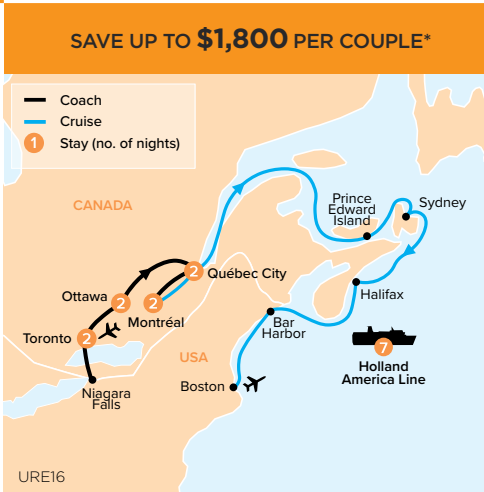 SAVE UP TO $1,800 PER COUPLE*
Coach
Cruise
1 Stay (no. of nights)
CANADA
Prince
Edward
Island
Sydney
2 Québec City
Ottawa 2
2
Montréal
Halifax
Toronto 2
Bar
Harbor
USA
7
Holland
America Line
Niagara
Falls
Boston
URE16